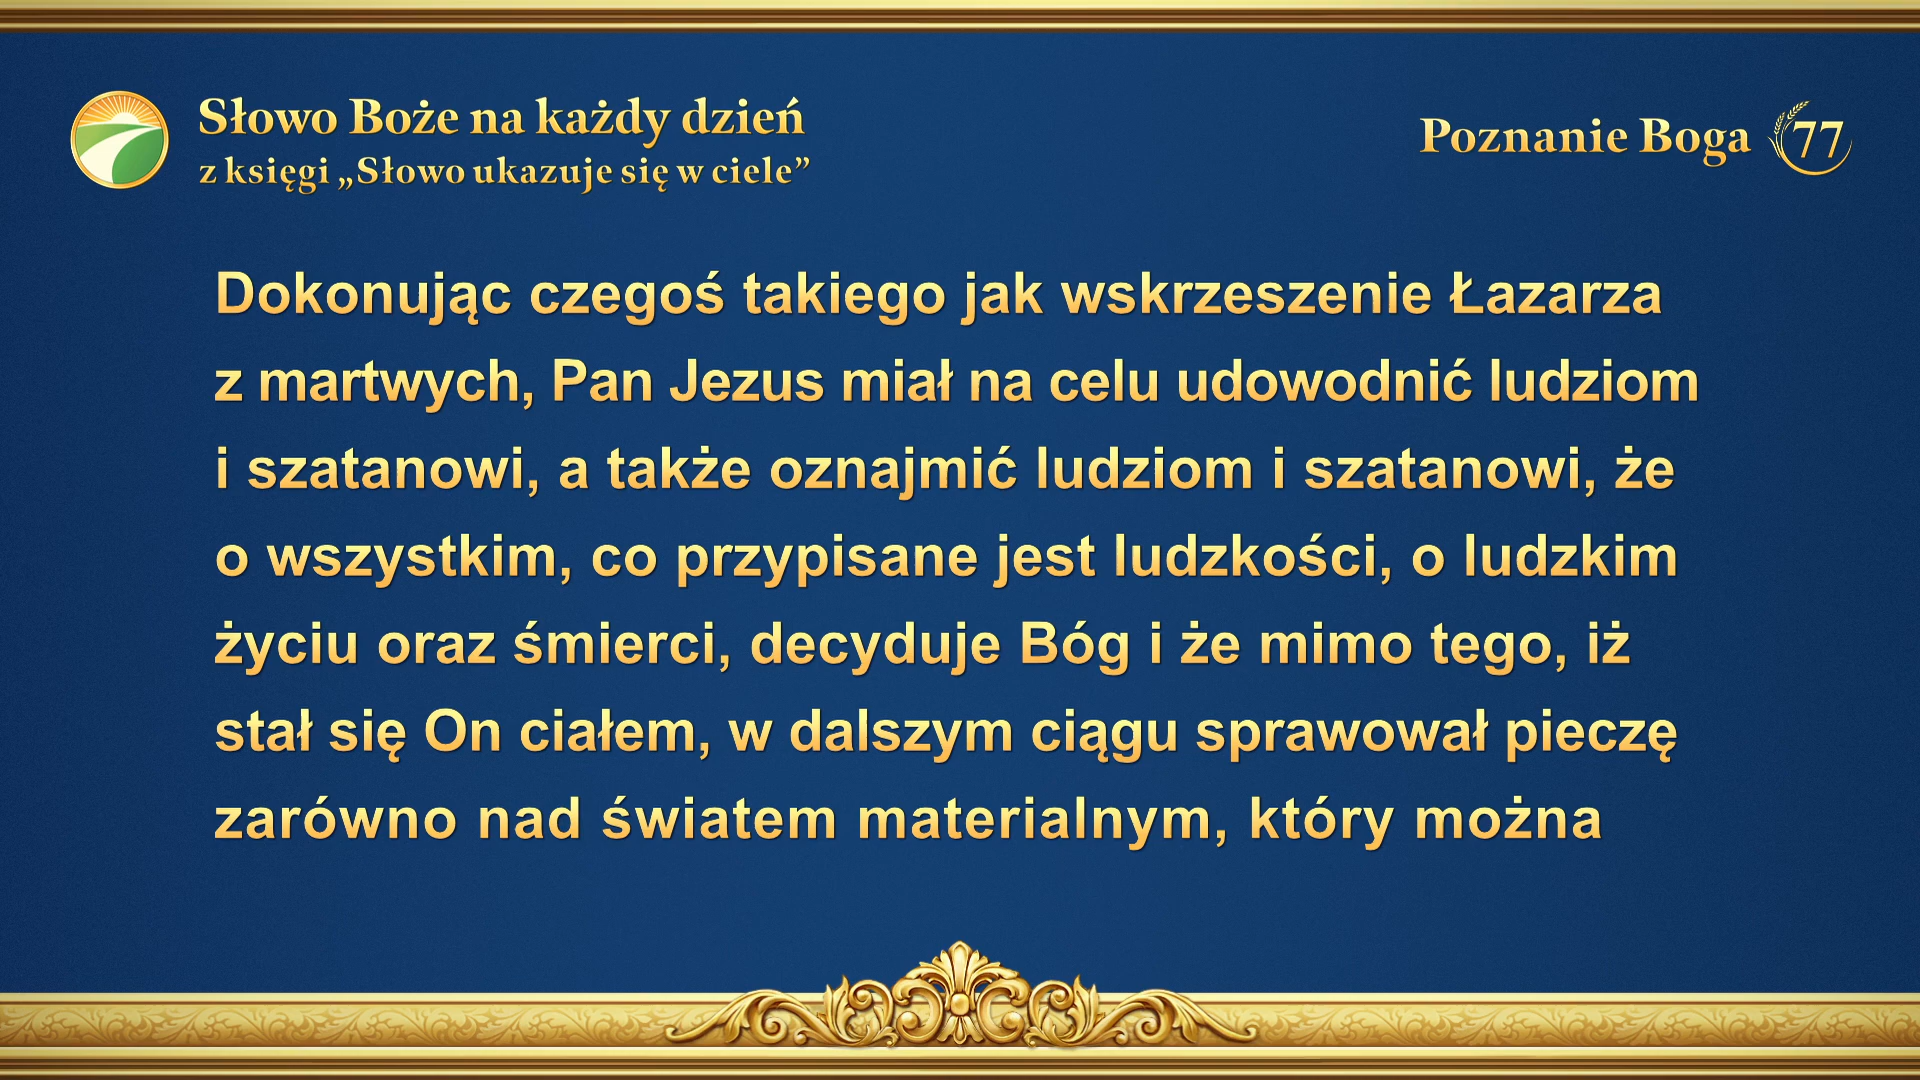 Słowo Boże na każdy dzień
z księgi „Słowo ukazuje się w ciele”
Poznanie Boga 77
Dokonując czegoś takiego jak wskrzeszenie Łazarza
z martwych, Pan Jezus miał na celu udowodnić ludziom
i szatanowi, a także oznajmić ludziom i szatanowi, że
o wszystkim, co przypisane jest ludzkości, o ludzkim
życiu oraz śmierci, decyduje Bóg i że mimo tego, iż
stał się On ciałem, w dalszym ciągu sprawował pieczę
zarówno nad światem materialnym, który można